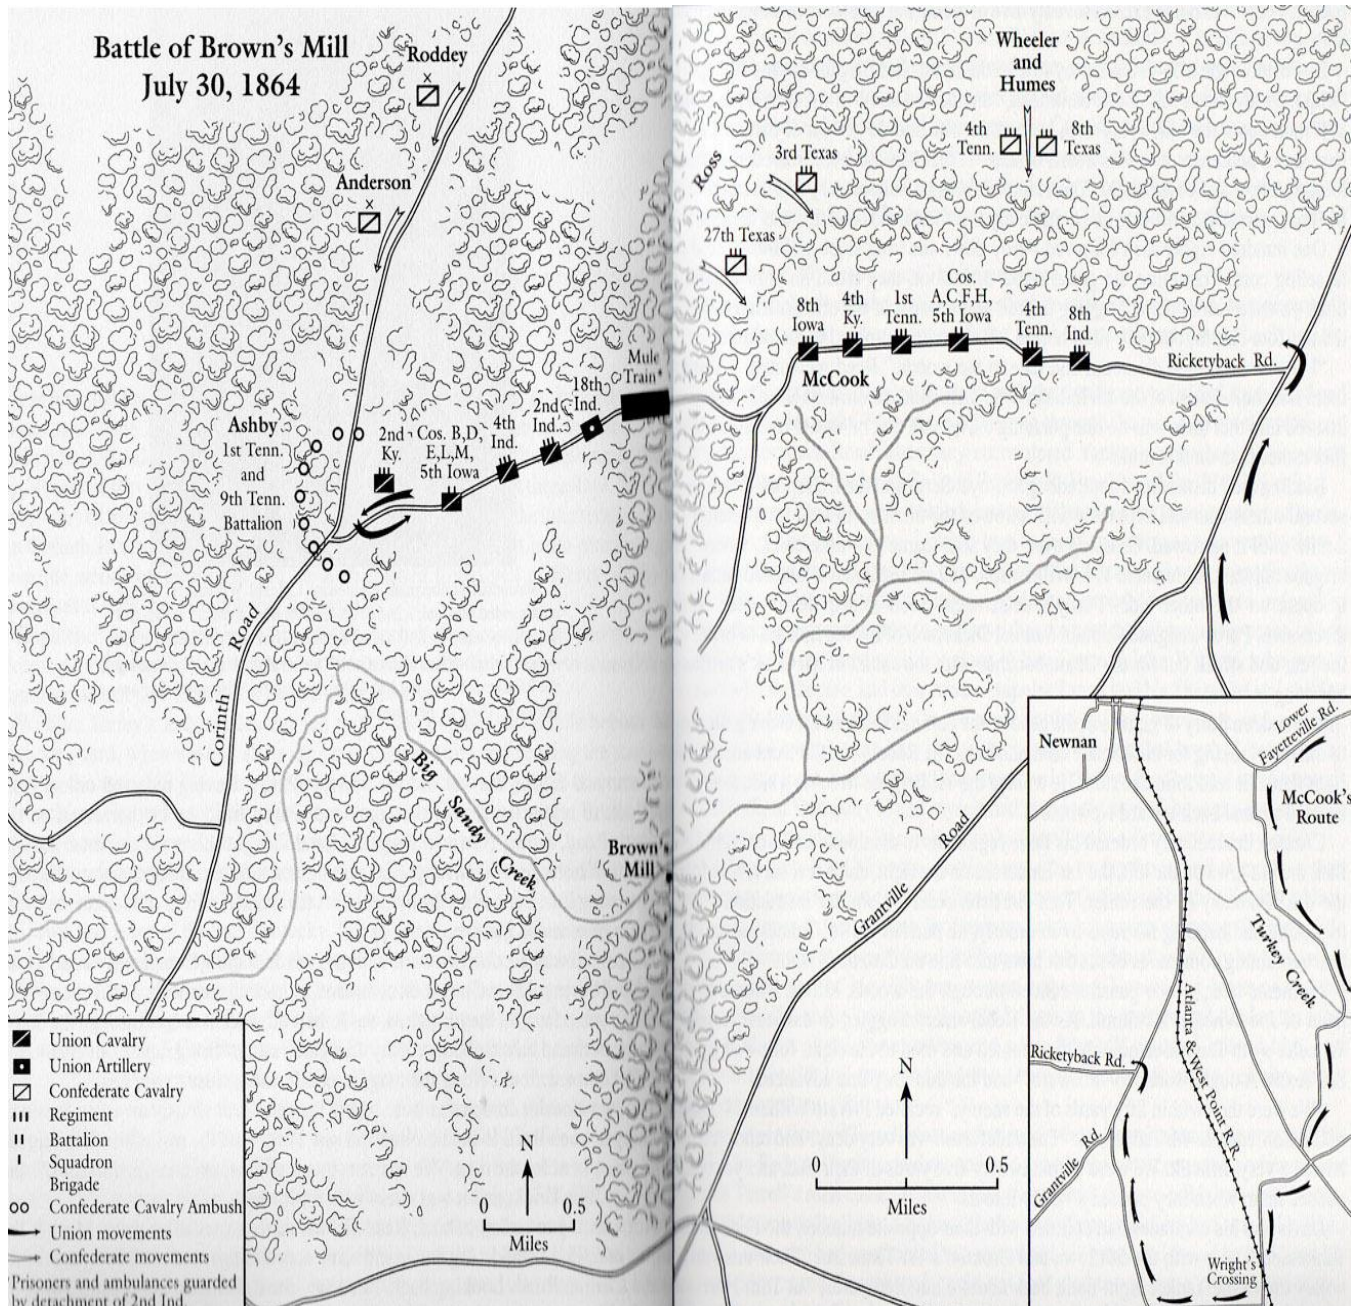 Battle of Brown's Mill
July 30, 1864
Roddey
Anderson
Ashby
1st Tenn.
and
9th Tenn.
Battalion
2nd
Ky.
Cos. B,D,
E,L,M,
5th Iowa
4th
Ind.
2nd
Ind.
18th
Ind.
Mule
Train*
Corinth Road
Big Sandy Creek
Brown's
Mill
Ross
3rd Texas
27th Texas
Wheeler
and
Humes
4th
Tenn.
8th
Texas
8th
Iowa
4th
Ky.
1st
Tenn.
Cos.
A,C,F,H,
5th Iowa
4th
Tenn.
8th
Ind.
McCook
Ricketyback Rd.
Grantville Road
Newnan
Lower
Fayetteville Rd.
McCook's
Route
Turkey Creek
Atlanta & West Point R.R.
Ricketyback Rd.
Grantville Rd.
Wright's
Crossing
N
0 0.5
Miles
N
0 0.5
Miles
Union Cavalry
Union Artillery
Confederate Cavalry
Regiment
Battalion
Squadron
Brigade
Confederate Cavalry Ambush
Union movements
Confederate movements
Prisoners and ambulances guarded
by detachment of 2nd Ind.